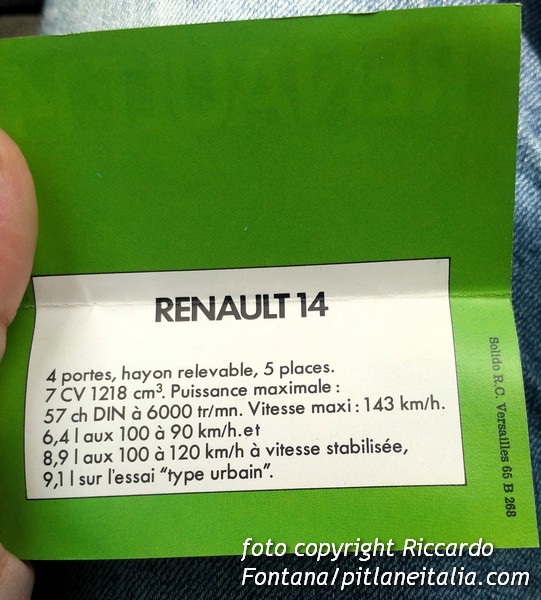 RENAULT 14
4 portes, hayon relevable, 5 places.
7 CV 1218 cm³. Puissance maximale :
57 ch DIN à 6000 tr/mn. Vitesse maxi : 143 km/h.
6,4 l aux 100 à 90 km/h.et
8,9 l aux 100 à 120 km/h à vitesse stabilisée,
9,1 l sur l'essai “type urbain”.
Solido R.C. Versailles 65 B 268
foto copyright Riccardo
Fontana/pitlaneitalia.com